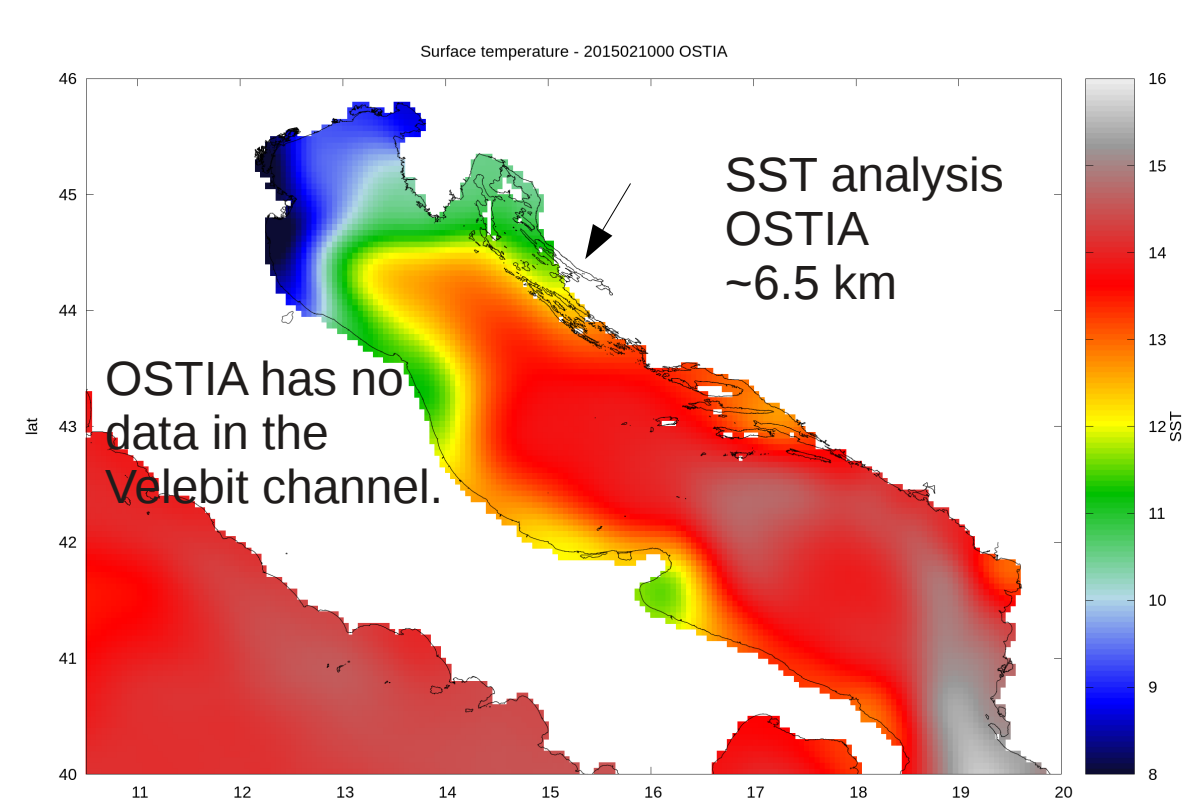 Surface temperature - 2015021000 OSTIA
46
45
44
43
42
41
40
lat
11
12
13
14
15
16
17
18
19
20
SST analysis
OSTIA
~6.5 km
OSTIA has no
data in the
Velebit channel.
16
15
14
13
12
11
10
9
8
SST